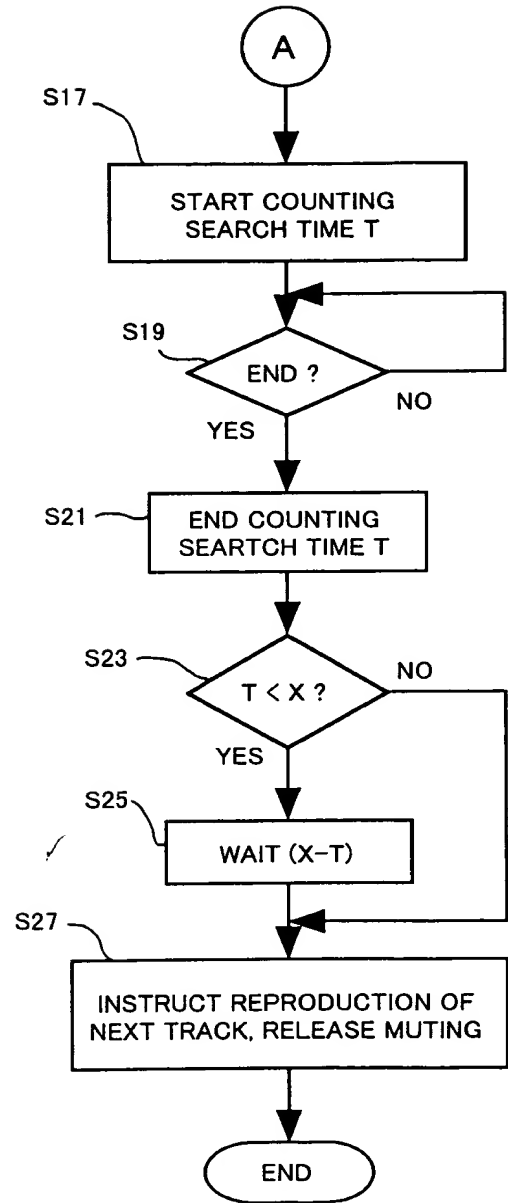 A
S17
START COUNTING
SEARCH TIME T
S19
END ?
NO
YES
S21
END COUNTING
SEARTCH TIME T
S23
T < X ?
NO
YES
S25
WAIT (X-T)
S27
INSTRUCT REPRODUCTION OF
NEXT TRACK, RELEASE MUTING
END